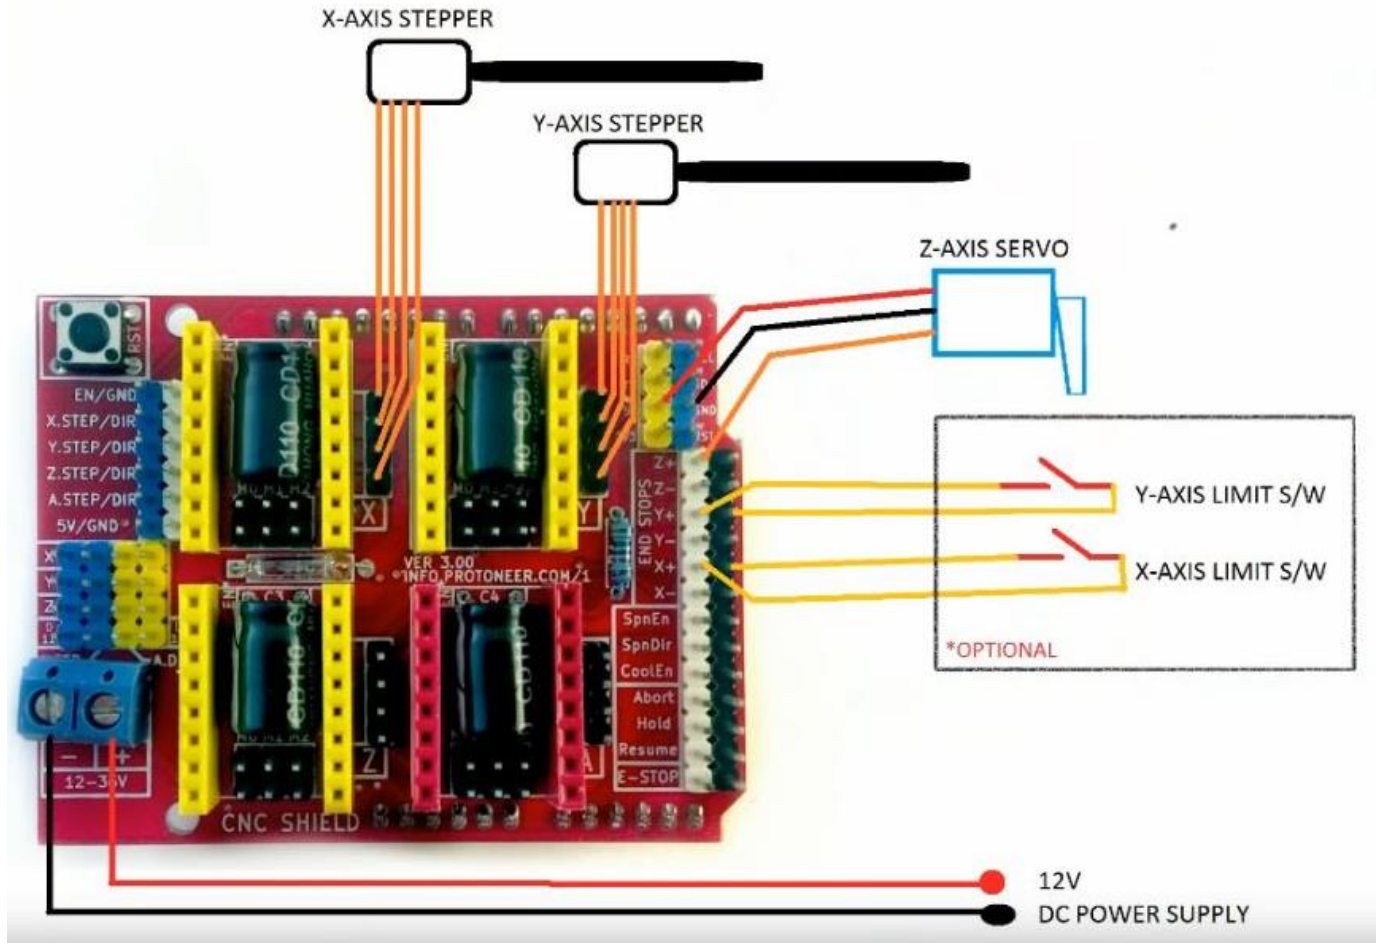 X-AXIS STEPPER
Y-AXIS STEPPER
Z-AXIS SERVO
RST
EN/GND
X.STEP/DIR
Y.STEP/DIR
Z.STEP/DIR
A.STEP/DIR
5V/GND
X
Y
Z
X
Y
Z+
Z-
Y+
Y-
X+
X-
END STOPS
VER 3.00
INFO.PROTONEER.COM/1
C3
C4
SpnEn
SpnDir
CoolEn
Abort
Hold
Resume
E-STOP
- +
Z
A
CNC SHIELD
Y-AXIS LIMIT S/W
X-AXIS LIMIT S/W
*OPTIONAL
12V
DC POWER SUPPLY